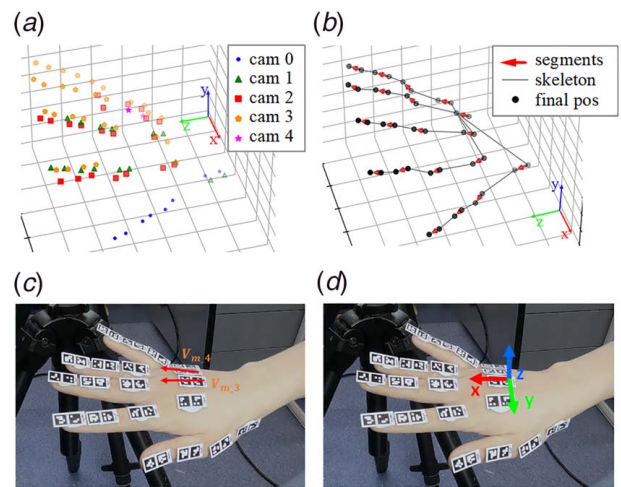 (a)
cam 0
cam 1
cam 2
cam 3
cam 4
y
z
x
(b)
segments
skeleton
final pos
y
z
x
(c)
V_m_4
V_m_3
(d)
z
x
y